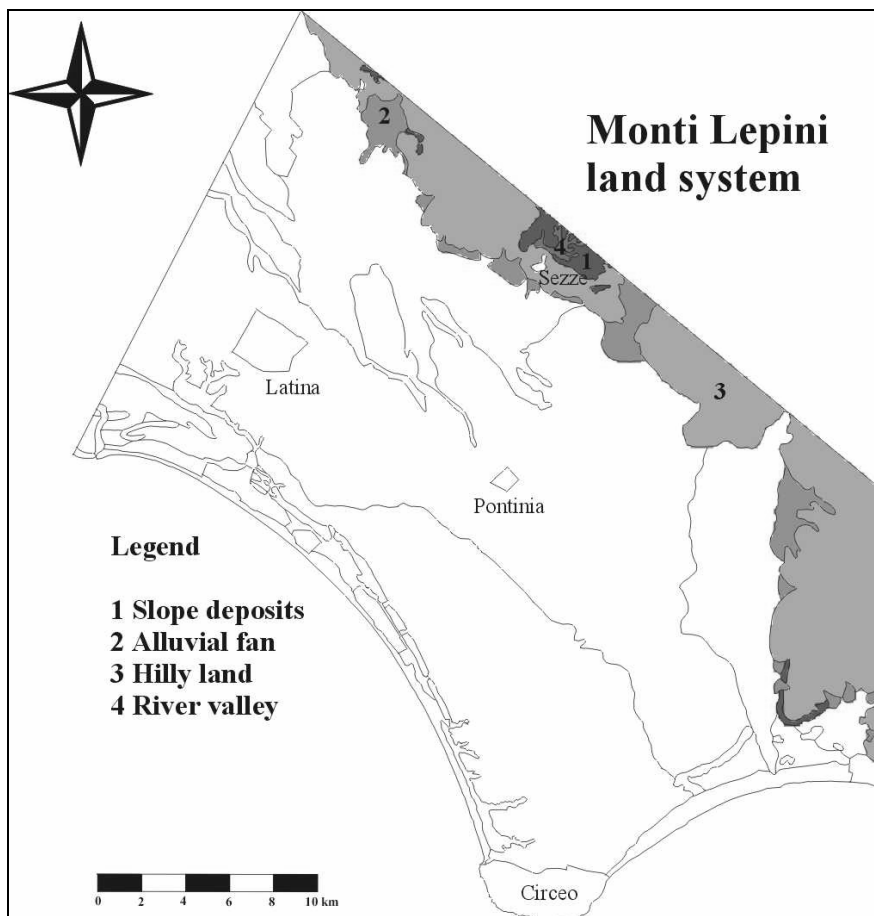 Monti Lepini
land system
2
4
1
Sezze
3
Latina
Pontinia
Legend
1 Slope deposits
2 Alluvial fan
3 Hilly land
4 River valley
Circeo
0 2 4 6 8 10 km